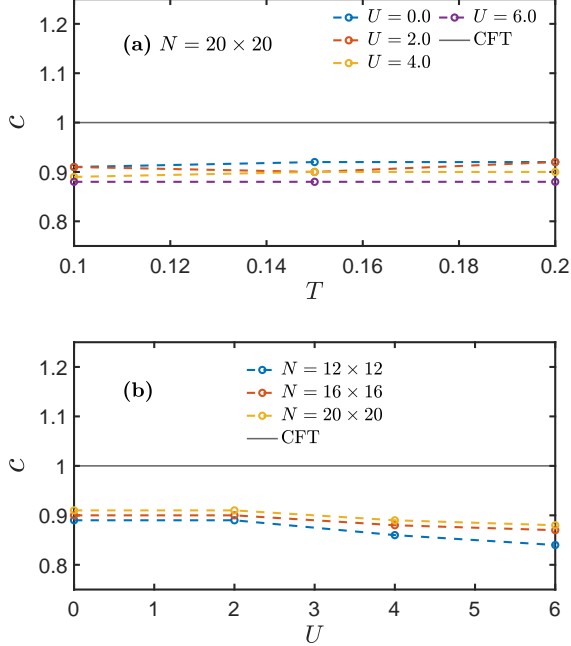 1.2
1
0.9
0.8
c
(a) N = 20 × 20
U = 0.0
U = 2.0
U = 4.0
U = 6.0
CFT
0.1 0.12 0.14 0.16 0.18 0.2
T
1.2
1.1
1
0.9
0.8
c
(b)
N = 12 × 12
N = 16 × 16
N = 20 × 20
CFT
0 1 2 3 4 5 6
U